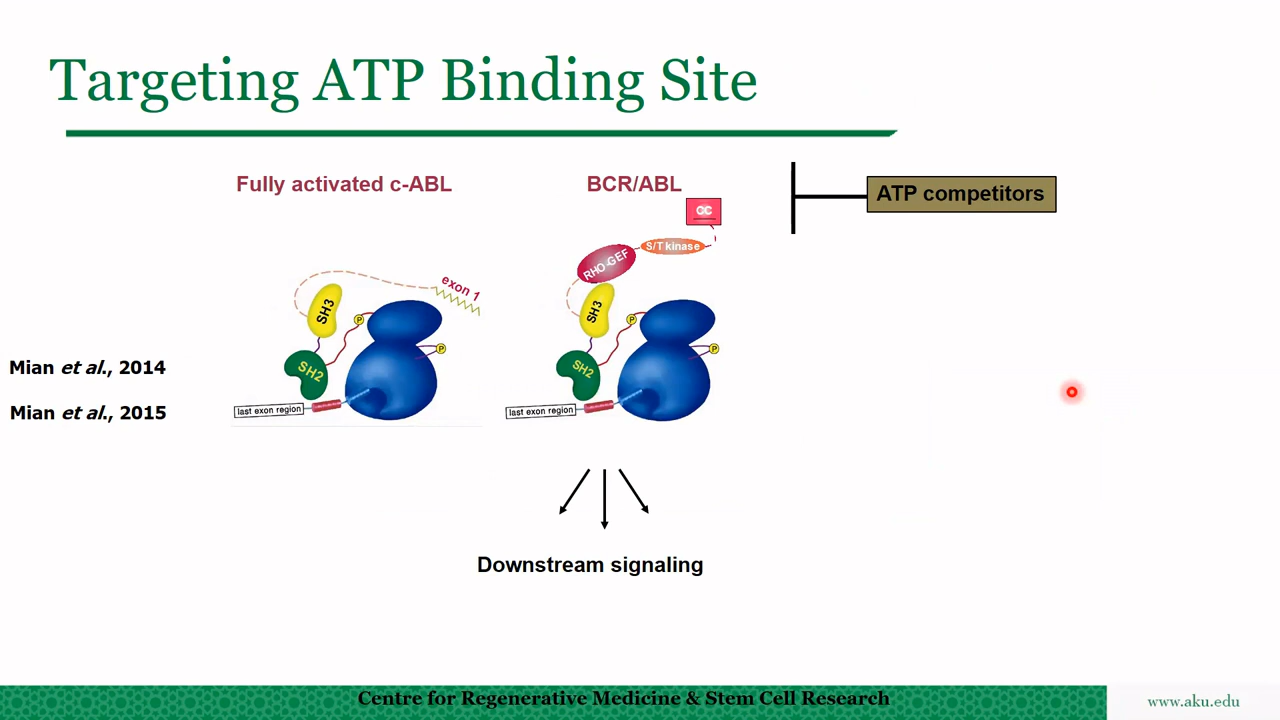 Targeting ATP Binding Site
Fully activated c-ABL
BCR/ABL
ATP competitors
CC
S/T kinase
RHO-GEF
exon 1
SH3
SH3
P
P
P
P
SH2
SH2
last exon region
last exon region
Mian et al., 2014
Mian et al., 2015
Downstream signaling
Centre for Regenerative Medicine & Stem Cell Research
www.aku.edu